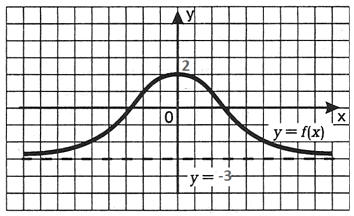 y
2
0
x
y = f(x)
y = -3